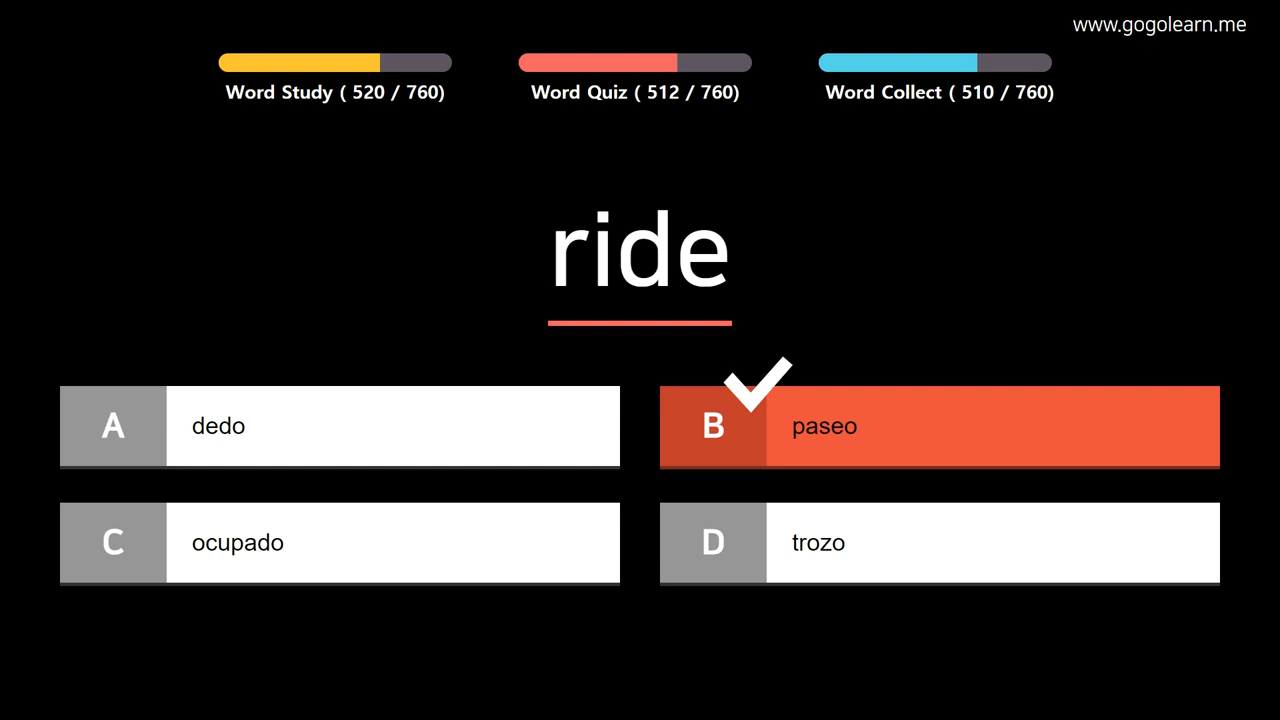 www.gogolearn.me
Word Study ( 520 / 760)
Word Quiz ( 512 / 760)
Word Collect ( 510 / 760)
ride
A dedo
B paseo
C ocupado
D trozo